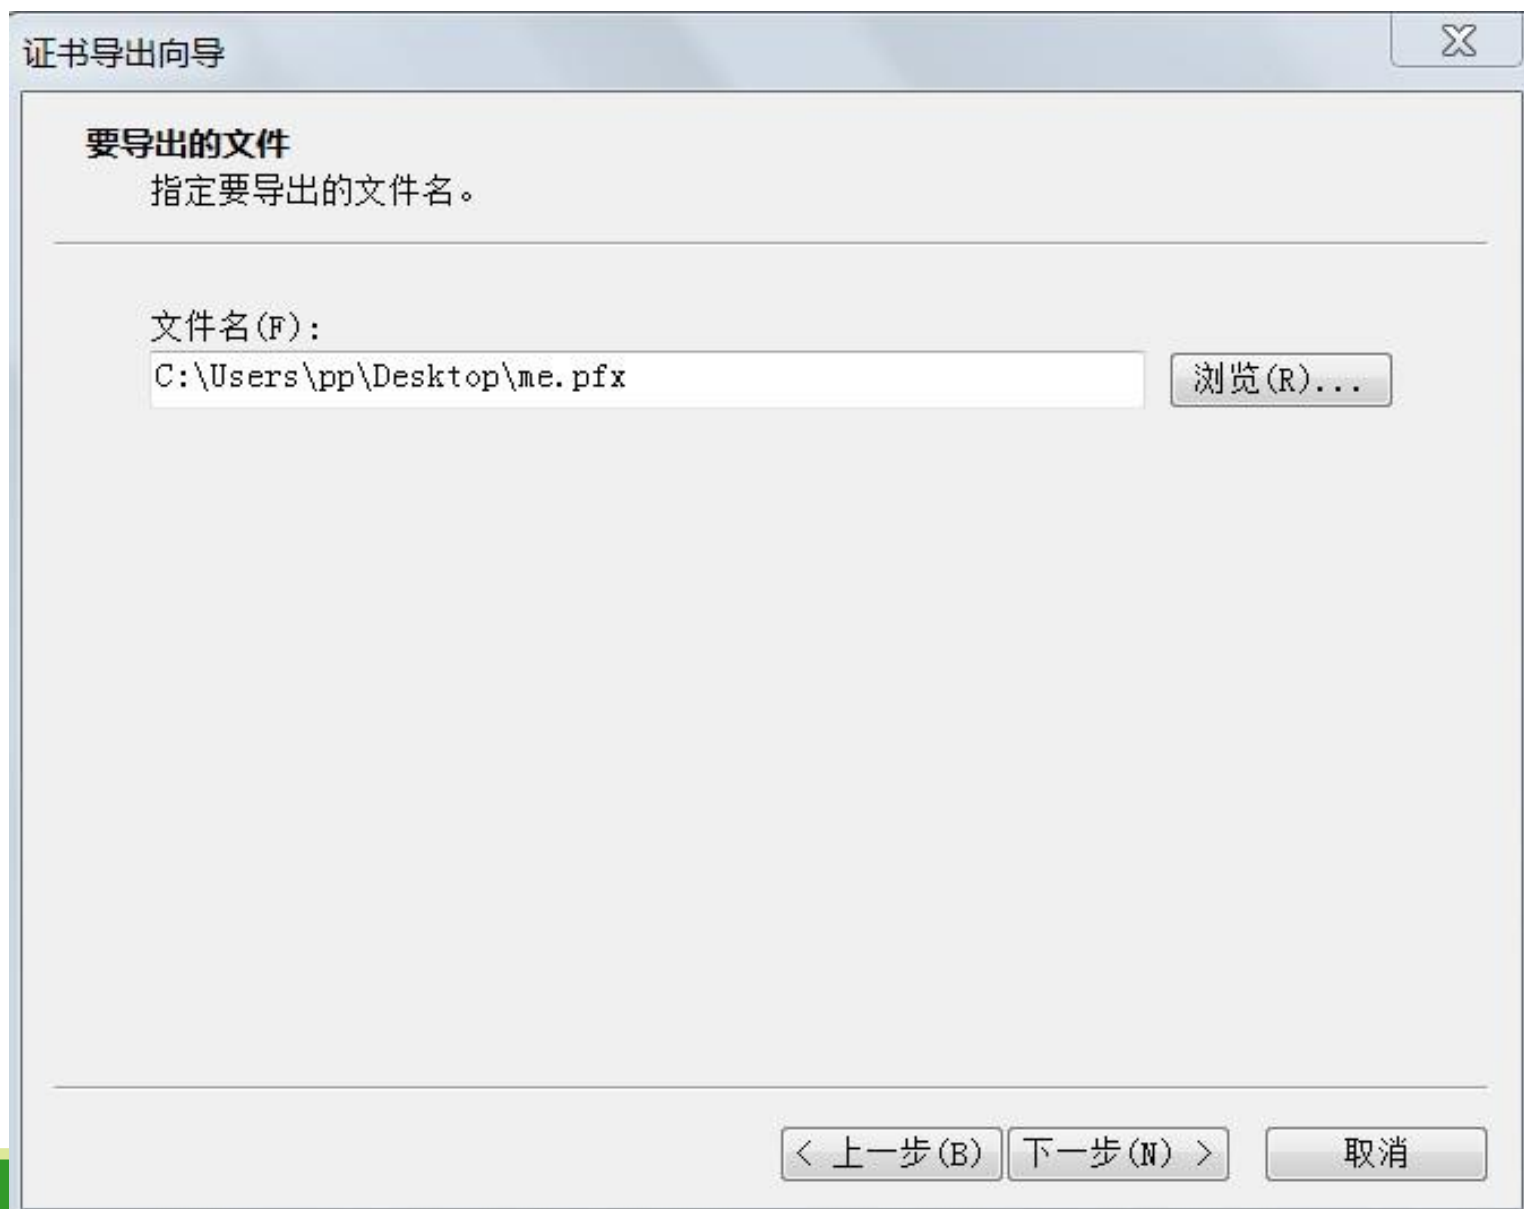 证书导出向导
要导出的文件
指定要导出的文件名。
文件名(F):
C:\Users\pp\Desktop\me.pfx
浏览(R)...
< 上一步(B)
下一步(N) >
取消